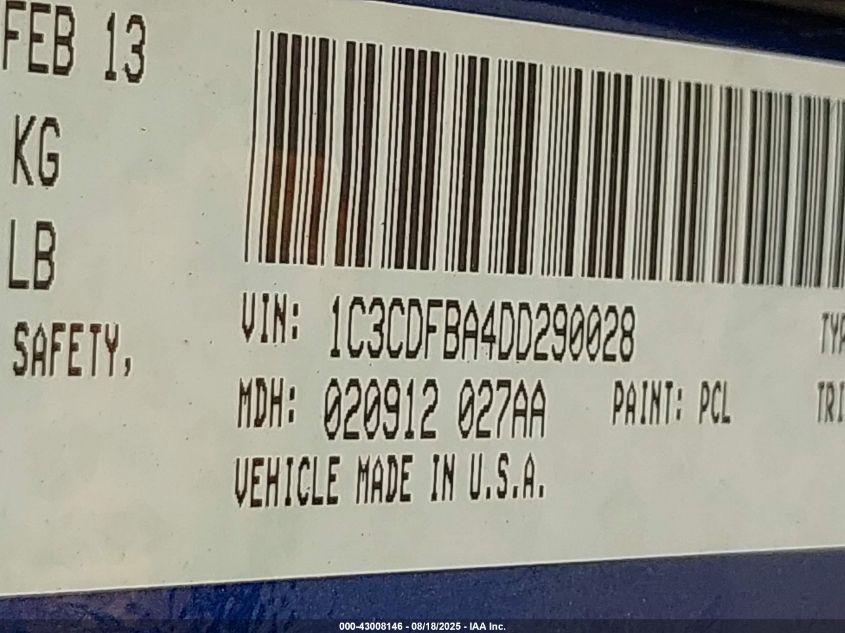 FEB 13
KG
LB
SAFETY,
VIN: 1C3CDFBA4DD290028
MDH: 020912 027AA PAINT: PCL
VEHICLE MADE IN U.S.A.
000-43008146 - 08/18/2025 - IAA Inc.